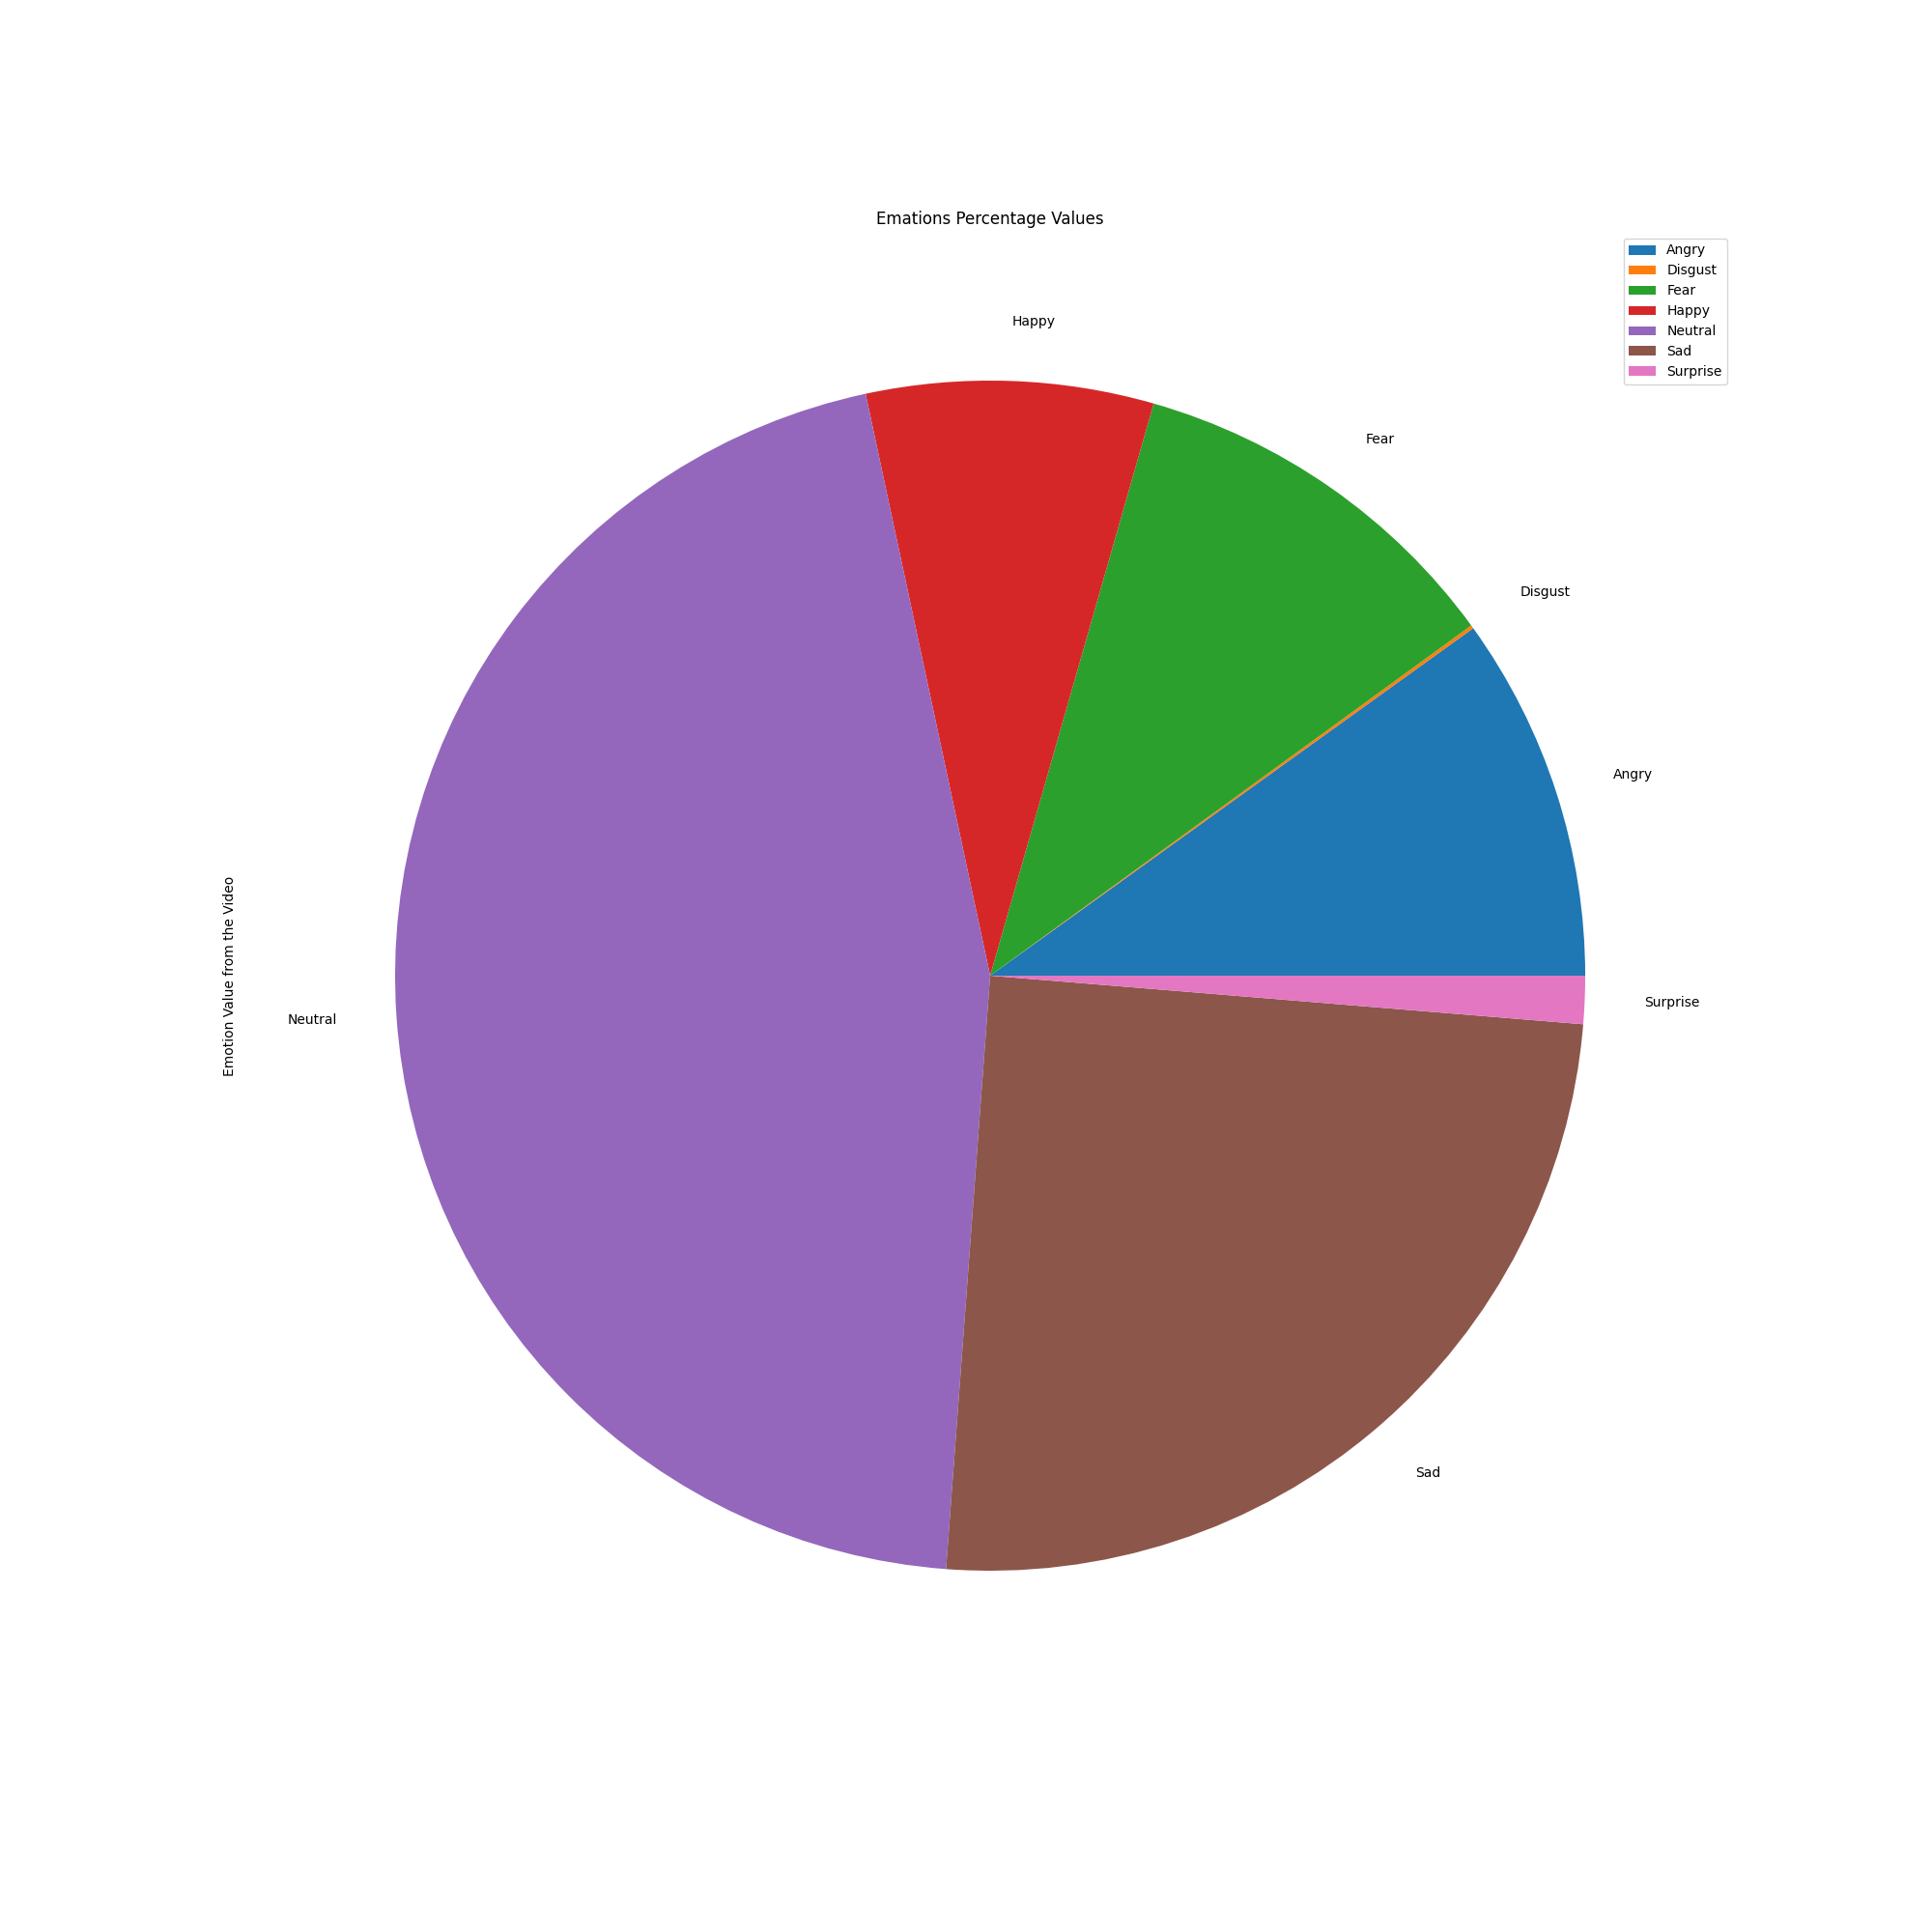 Emations Percentage Values
Angry
Disgust
Fear
Happy
Neutral
Sad
Surprise
Happy
Fear
Disgust
Angry
Emotion Value from the Video
Neutral
Surprise
Sad